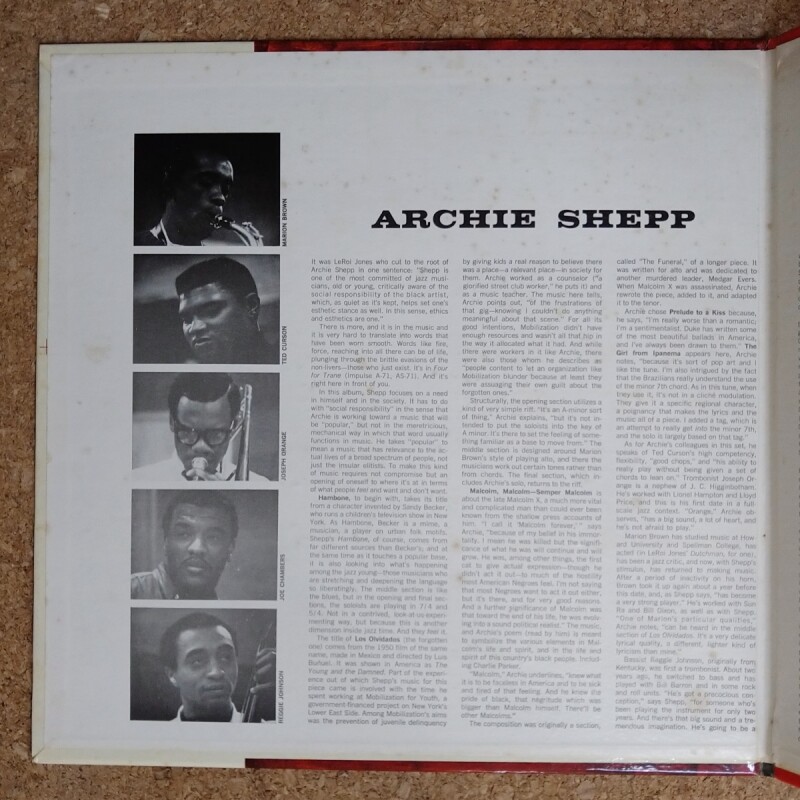 MARION BROWN
TED CURSON
JOSEPH ORANGE
JOE CHAMBERS
REGGIE JOHNSON
ARCHIE SHEPP
It was LeRoi Jones who cut to the root of
Archie Shepp in one sentence: "Shepp is
one of the most committed of jazz musi-
cians, old or young, critically aware of the
social responsibility of the black artist,
which, as quiet as it's kept, helps set one's
esthetic stance as well. In this sense, ethics
and esthetics are one."
There is more, and it is in the music and
it is very hard to translate into words that
have been worn smooth. Words like fire,
force, reaching into all there can be of life,
plunging through the brittle evasions of the
non-livers—those who just exist. It's in Four
for Trane (Impulse A-71, AS-71). And it's
right here in front of you.
In this album, Shepp focuses on a need
in himself and in the society. It has to do
with "social responsibility" in the sense that
Archie is working toward a music that will
be "popular," but not in the meretricious,
mechanical way in which that word usually
functions in music. He takes "popular" to
mean a music that has relevance to the ac-
tual lives of a broad spectrum of people, not
just the insular elitists. To make this kind
of music requires not compromise but an
opening of oneself to where it's at in terms
of what people feel and want and don't want.
Hambone, to begin with, takes its title
from a character invented by Sandy Becker,
who runs a children's television show in New
York. As Hambone, Becker is a mime, a
musician, a player on urban folk motifs.
Shepp's Hambone, of course, comes from
far different sources than Becker's, and at
the same time as it touches a popular tone,
it is also looking into what's happening
among the jazz young—those musicians who
are stretching and deepening the language
so liberatingly. The middle section is like
the blues, but in the opening and final sec-
tions, the soloists are playing in 7/4 and
5/4. Not in a contrived, look-at-us-experi-
menting way, but because this is another
dimension inside jazz time. And they feel it.
The title of Los Olvidados (the forgotten
one) comes from the 1950 film of the same
name, made in Mexico and directed by Luis
Buñuel. It was shown in America as The
Young and the Damned. Part of the experi-
ence out of which Shepp's music for this
piece came is involved with the time he
spent working at Mobilization for Youth, a
government-financed project on New York's
Lower East Side. Among Mobilization's aims
was the prevention of juvenile delinquency
by giving kids a real reason to believe there
was a place—a relevant place—in society for
them. Archie worked as a counselor ("a
glorified street club worker," he puts it) and
as a music teacher. The music here tells,
Archie points out, "of the frustrations of
that gig—knowing I couldn't do anything
meaningful about that scene." For all its
good intentions, Mobilization didn't have
enough resources and wasn't all that hip in
the way it allocated what it had. And while
there were workers in it like Archie, there
were also those whom he describes as
"people content to let an organization like
Mobilization blunder because at least they
were assuaging their own guilt about the
forgotten ones."
Structurally, the opening section utilizes a
kind of very simple riff. "It's an A-minor sort
of thing," Archie explains, "but it's not in-
tended to put the soloists into the key of
A minor. It's there to set the feeling of some-
thing familiar as a base to move from." The
middle section is designed around Marion
Brown's style of playing alto, and there the
musicians work out certain tones rather than
from chords. The final section, which in-
cludes Archie's solo, returns to the riff.
Malcolm, Malcolm—Semper Malcolm is
about the late Malcolm X, a much more vital
and complicated man than could ever been
known from the shallow press accounts of
him. "I call it 'Malcolm forever,'" says
Archie, "because of my belief in his immor-
tality. I mean he was killed but the signifi-
cance of what he was will continue and will
grow. He was, among other things, the first
cat to give actual expression—though he
didn't act it out—to much of the hostility
most American Negroes feel. I'm not saying
that most Negroes want to act it out either,
but it's there, and for very good reasons.
And a further significance of Malcolm was
that toward the end of his life, he was evolv-
ing into a sound political realist." The music,
and Archie's poem (read by him) is meant
to symbolize the various elements in Mal-
colm's life and spirit, and in the life and
spirit of this country's black people, includ-
ing Charlie Parker.
"Malcolm," Archie underlines, "knew what
it is to be faceless in America and to be sick
and tired of that feeling. And he knew the
pride of black, that negritude which was
bigger than Malcolm himself. There'll be
other Malcolms."
The composition was originally a section,
called "The Funeral," of a longer piece. It
was written for alto and was dedicated to
another murdered leader, Medgar Evers.
When Malcolm X was assassinated, Archie
rewrote the piece, added to it, and adapted
it to the tenor.
Archie chose Prelude to a Kiss because,
he says, "I'm really worse than a romantic;
I'm a sentimentalist. Duke has written some
of the most beautiful ballads in America,
and I've always been drawn to them." The
Girl from Ipanema appears here, Archie
notes, "because it's sort of pop art and I
like the tune. I'm also intrigued by the fact
that the Brazilians really understand the use
of the minor 7th chord. As in this tune, when
they use it, it's not in a cliché modulation.
They give it a specific regional character,
a poignancy that makes the lyrics and the
music all of a piece. I added a tag, which is
an attempt to really get into the minor 7th,
and the solo is largely based on that tag."
As for Archie's colleagues in this set, he
speaks of Ted Curson's high competency,
flexibility, "good chops," and "his ability to
really play without being given a set of
chords to lean on." Trombonist Joseph Or-
ange is a nephew of J. C. Higginbotham.
He's worked with Lionel Hampton and Lloyd
Price, and this is his first date in a full-
scale jazz context. "Orange," Archie ob-
serves, "has a big sound, a lot of heart, and
he's not afraid to play."
Marion Brown has studied music at How-
ard University and Spellman College, has
acted (in LeRoi Jones' Dutchman, for one),
has been a jazz critic, and now, with Shepp's
stimulus, has returned to making music.
After a period of inactivity on his horn,
Brown took it up again about a year before
this date, and, as Shepp says, "has become
a very strong player." He's worked with Sun
Ra and Bill Dixon, as well as with Shepp.
"One of Marion's particular qualities,"
Archie notes, "can be heard in the middle
section of Los Olvidados. It's a very delicate
lyrical quality, a different, lighter kind of
lyricism than mine."
Bassist Reggie Johnson, originally from
Kentucky, was first a trombonist. About two
years ago, he switched to bass and has
played with Bill Barron and in some rock
and roll units. "He's got a precocious con-
ception," says Shepp, "for someone who's
been playing the instrument for only two
years. And there's that big sound and a tre-
mendous imagination. He's going to be a